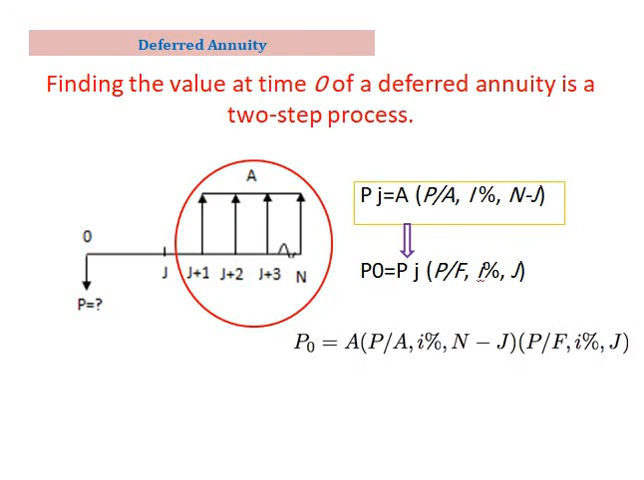 Deferred Annuity
Finding the value at time 0 of a deferred annuity is a
two-step process.
A
0
J J+1 J+2 J+3 N
P=?
P j=A (P/A, I%, N-J)
P0=P j (P/F, I%, J)
P₀ = A(P/A, i%, N − J)(P/F, i%, J)